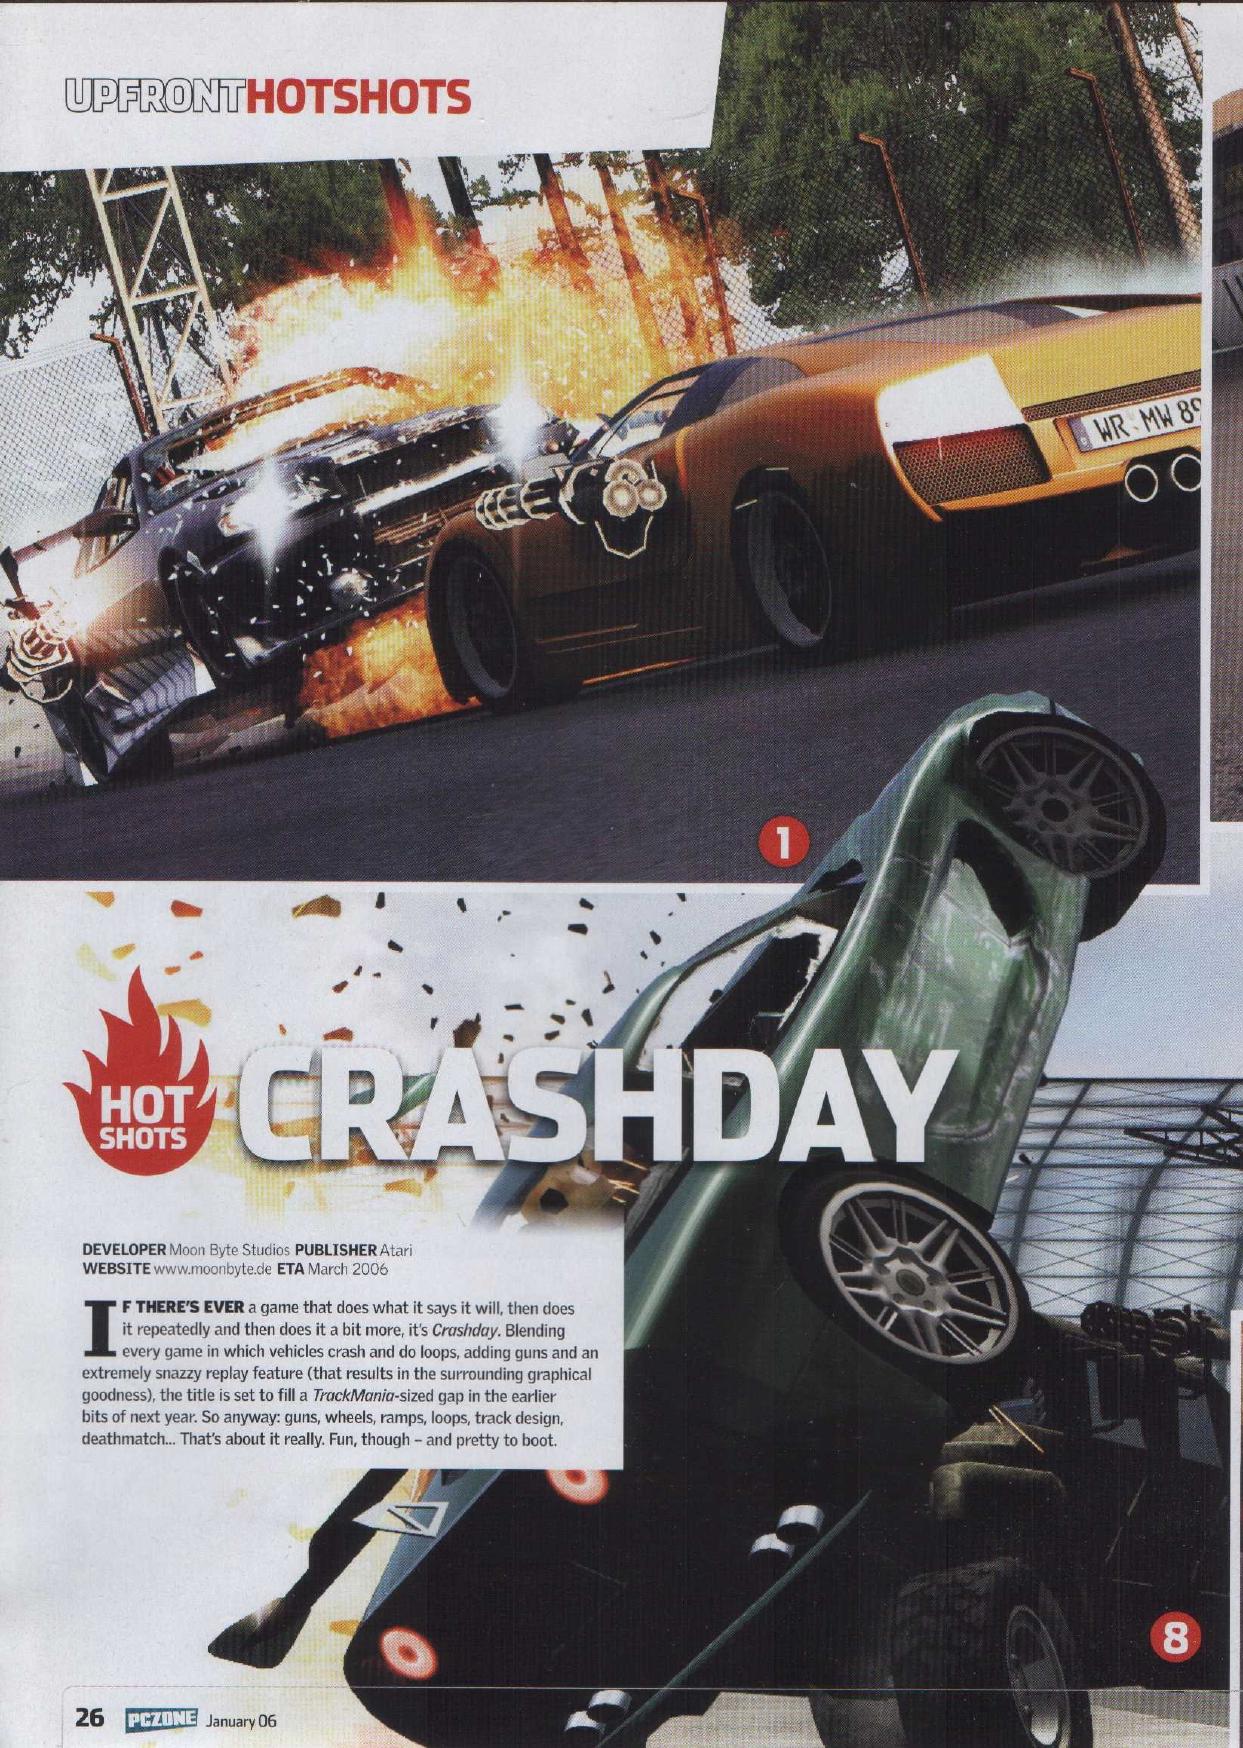 UPFRONTHOTSHOTS
WR MW 89
1
HOT
SHOTS
CRASHDAY
DEVELOPER Moon Byte Studios PUBLISHER Atari
WEBSITE www.moonbyte.de ETA March 2006
IF THERE'S EVER a game that does what it says it will, then does
it repeatedly and then does it a bit more, it's Crashday. Blending
every game in which vehicles crash and do loops, adding guns and an
extremely snazzy replay feature (that results in the surrounding graphical
goodness), the title is set to fill a TrackMania-sized gap in the earlier
bits of next year. So anyway: guns, wheels, ramps, loops, track design,
deathmatch... That's about it really. Fun, though – and pretty to boot.
8
26 PCZONE January 06